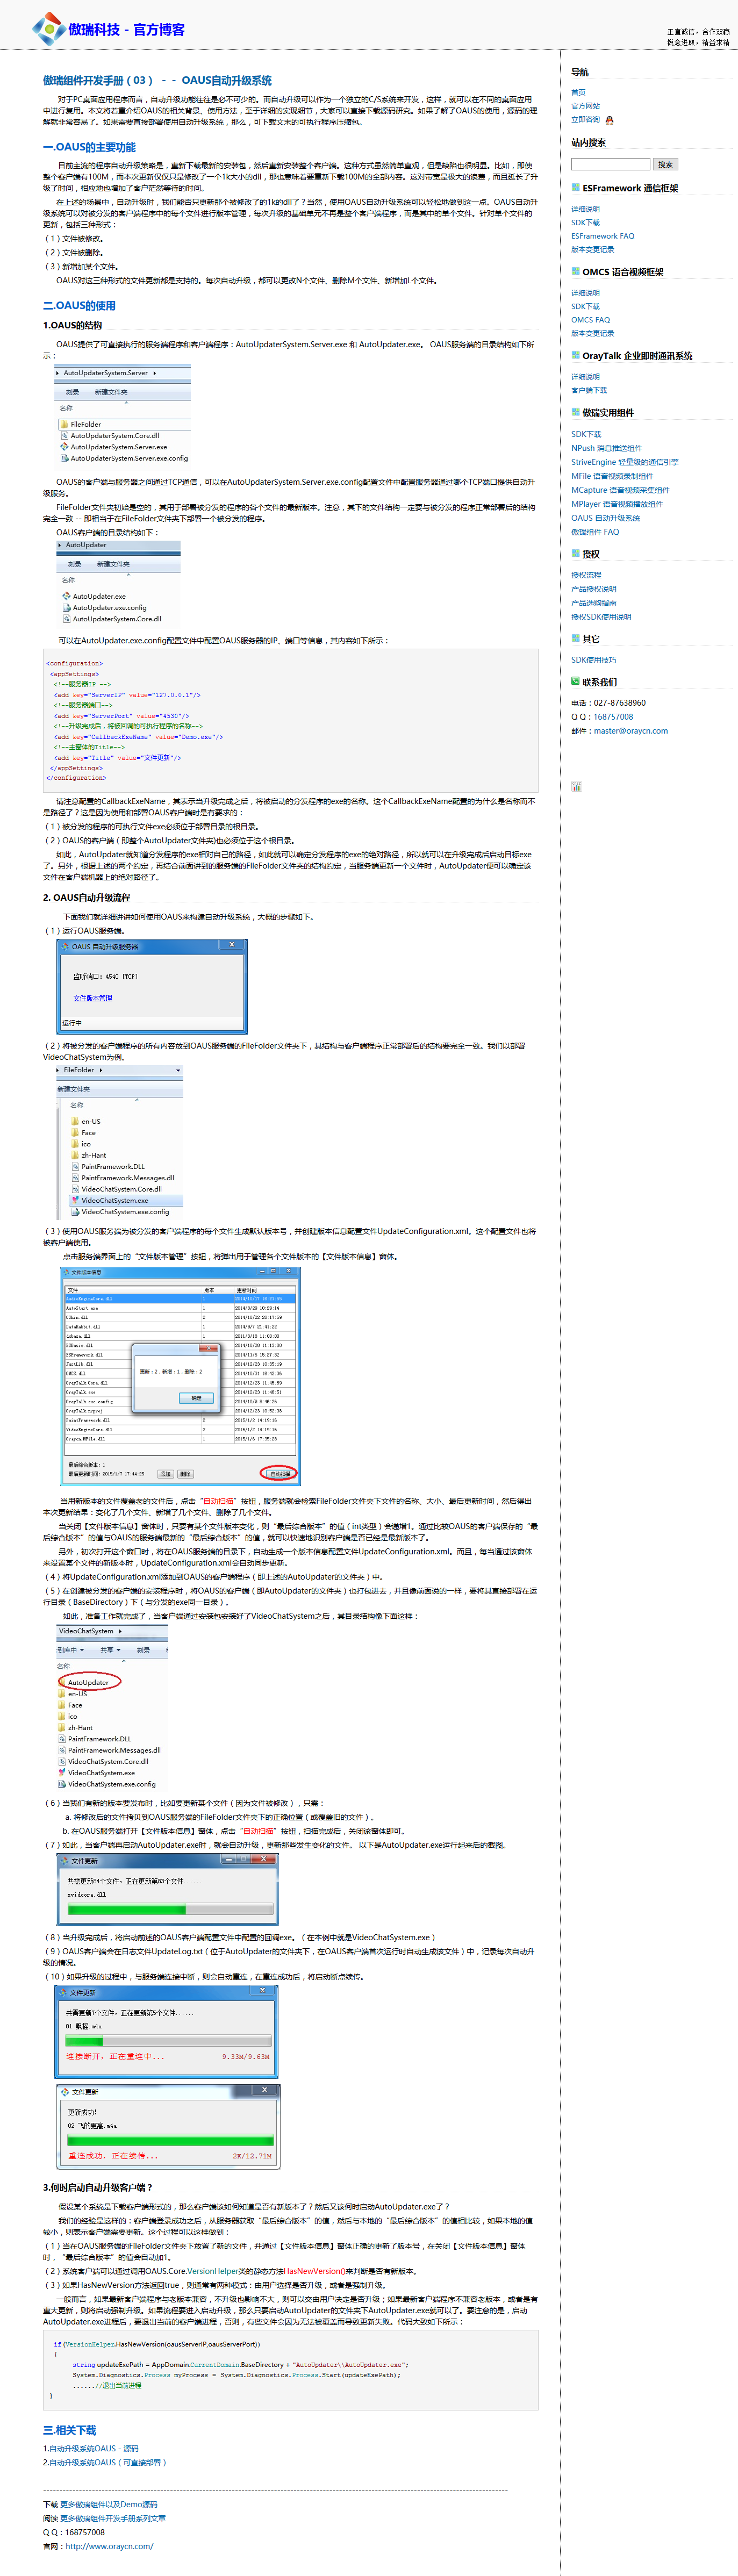 傲瑞科技 - 官方博客
正直诚信，合作双赢
锐意进取，精益求精
傲瑞组件开发手册（03） －－ OAUS自动升级系统
对于PC桌面应用程序而言，自动升级功能往往是必不可少的。而自动升级可以作为一个独立的C/S系统来开发，这样，就可以在不同的桌面应用
中进行复用。本文将着重介绍OAUS的相关背景、使用方法，至于详细的实现细节，大家可以直接下载源码研究。如果了解了OAUS的使用，源码的理
解就非常容易了。如果需要直接部署使用自动升级系统，那么，可下载文末的可执行程序压缩包。
一.OAUS的主要功能
目前主流的程序自动升级策略是，重新下载最新的安装包，然后重新安装整个客户端。这种方式虽然简单直观，但是缺陷也很明显。比如，即使
整个客户端有100M，而本次更新仅仅只是修改了一个1k大小的dll，那也意味着要重新下载100M的全部内容。这对带宽是极大的浪费，而且延长了升
级了时间，相应地也增加了客户茫然等待的时间。
在上述的场景中，自动升级时，我们能否只更新那个被修改了的1k的dll了？当然，使用OAUS自动升级系统可以轻松地做到这一点。OAUS自动升
级系统可以对被分发的客户端程序中的每个文件进行版本管理，每次升级的基础单元不再是整个客户端程序，而是其中的单个文件。针对单个文件的
更新，包括三种形式：
（1）文件被修改。
（2）文件被删除。
（3）新增加某个文件。
OAUS对这三种形式的文件更新都是支持的。每次自动升级，都可以更改N个文件、删除M个文件、新增加L个文件。
二.OAUS的使用
1.OAUS的结构
OAUS提供了可直接执行的服务端程序和客户端程序：AutoUpdaterSystem.Server.exe 和 AutoUpdater.exe。 OAUS服务端的目录结构如下所
示：
AutoUpdaterSystem.Server
刻录 新建文件夹
名称
FileFolder
AutoUpdaterSystem.Core.dll
AutoUpdaterSystem.Server.exe
AutoUpdaterSystem.Server.exe.config
OAUS的客户端与服务器之间通过TCP通信，可以在AutoUpdaterSystem.Server.exe.config配置文件中配置服务器通过哪个TCP端口提供自动升
级服务。
FileFolder文件夹初始是空的，其用于部署被分发的程序的各个文件的最新版本。注意，其下的文件结构一定要与被分发的程序正常部署后的结构
完全一致 -- 即相当于在FileFolder文件夹下部署一个被分发的程序。
OAUS客户端的目录结构如下：
AutoUpdater
刻录 新建文件夹
名称
AutoUpdater.exe
AutoUpdater.exe.config
AutoUpdaterSystem.Core.dll
可以在AutoUpdater.exe.config配置文件中配置OAUS服务器的IP、端口等信息，其内容如下所示：
<configuration>
<appSettings>
<!--服务器IP -->
<add key="ServerIP" value="127.0.0.1"/>
<!--服务器端口-->
<add key="ServerPort" value="4530"/>
<!--升级完成后，将被回调的可执行程序的名称-->
<add key="CallbackExeName" value="Demo.exe"/>
<!--主窗体的Title-->
<add key="Title" value="文件更新"/>
</appSettings>
</configuration>
请注意配置的CallbackExeName，其表示当升级完成之后，将被启动的分发程序的exe的名称。这个CallbackExeName配置的为什么是名称而不
是路径了？这是因为使用和部署OAUS客户端时是有要求的：
（1）被分发的程序的可执行文件exe必须位于部署目录的根目录。
（2）OAUS的客户端（即整个AutoUpdater文件夹)也必须位于这个根目录。
如此，AutoUpdater就知道分发程序的exe相对自己的路径，如此就可以确定分发程序的exe的绝对路径，所以就可以在升级完成后启动目标exe
了。另外，根据上述的两个约定，再结合前面讲到的服务端的FileFolder文件夹的结构约定，当服务端更新一个文件时，AutoUpdater便可以确定该
文件在客户端机器上的绝对路径了。
2. OAUS自动升级流程
下面我们就详细讲讲如何使用OAUS来构建自动升级系统，大概的步骤如下。
（1）运行OAUS服务端。
OAUS 自动升级服务器
监听端口：4540 [TCP]
文件版本管理
运行中
（2）将被分发的客户端程序的所有内容放到OAUS服务端的FileFolder文件夹下，其结构与客户端程序正常部署后的结构要完全一致。我们以部署
VideoChatSystem为例。
FileFolder
新建文件夹
名称
en-US
Face
ico
zh-Hant
PaintFramework.DLL
PaintFramework.Messages.dll
VideoChatSystem.Core.dll
VideoChatSystem.exe
VideoChatSystem.exe.config
（3）使用OAUS服务端为被分发的客户端程序的每个文件生成默认版本号，并创建版本信息配置文件UpdateConfiguration.xml。这个配置文件也将
被客户端使用。
点击服务端界面上的“文件版本管理”按钮，将弹出用于管理各个文件版本的【文件版本信息】窗体。
文件版本信息
文件 版本 更新时间
更新：2，新增：1，删除：2
确定
最后综合版本：1
最后更新时间：2015/1/7 17:44:25 添加 删除 自动扫描
当用新版本的文件覆盖老的文件后，点击“自动扫描”按钮，服务端就会检索FileFolder文件夹下文件的名称、大小、最后更新时间，然后得出
本次更新结果：变化了几个文件、新增了几个文件、删除了几个文件。
当关闭【文件版本信息】窗体时，只要有某个文件版本变化，则“最后综合版本”的值（int类型）会递增1。通过比较OAUS的客户端保存的“最
后综合版本”的值与OAUS的服务端最新的“最后综合版本”的值，就可以快速地识别客户端是否已经是最新版本了。
另外，初次打开这个窗口时，将在OAUS服务端的目录下，自动生成一个版本信息配置文件UpdateConfiguration.xml。而且，每当通过该窗体
来设置某个文件的新版本时，UpdateConfiguration.xml会自动同步更新。
（4）将UpdateConfiguration.xml添加到OAUS的客户端程序（即上述的AutoUpdater的文件夹）中。
（5）在创建被分发的客户端的安装程序时，将OAUS的客户端（即AutoUpdater的文件夹）也打包进去，并且像前面说的一样，要将其直接部署在运
行目录（BaseDirectory）下（与分发的exe同一目录）。
如此，准备工作就完成了，当客户端通过安装包安装好了VideoChatSystem之后，其目录结构像下面这样：
VideoChatSystem
到库中 共享 刻录
名称
AutoUpdater
en-US
Face
ico
zh-Hant
PaintFramework.DLL
PaintFramework.Messages.dll
VideoChatSystem.Core.dll
VideoChatSystem.exe
VideoChatSystem.exe.config
（6）当我们有新的版本要发布时，比如要更新某个文件（因为文件被修改），只需：
a. 将修改后的文件拷贝到OAUS服务端的FileFolder文件夹下的正确位置（或覆盖旧的文件）。
b. 在OAUS服务端打开【文件版本信息】窗体，点击“自动扫描”按钮，扫描完成后，关闭该窗体即可。
（7）如此，当客户端再启动AutoUpdater.exe时，就会自动升级，更新那些发生变化的文件。 以下是AutoUpdater.exe运行起来后的截图。
文件更新
共需更新84个文件，正在更新第83个文件......
xvidcore.dll
（8）当升级完成后，将启动前述的OAUS客户端配置文件中配置的回调exe。（在本例中就是VideoChatSystem.exe）
（9）OAUS客户端会在日志文件UpdateLog.txt（位于AutoUpdater的文件夹下，在OAUS客户端首次运行时自动生成该文件）中，记录每次自动升
级的情况。
（10）如果升级的过程中，与服务端连接中断，则会自动重连，在重连成功后，将启动断点续传。
文件更新
共需更新7个文件，正在更新第5个文件......
01 飘摇.m4a
连接断开，正在重连中... 9.33M/9.63M
文件更新
更新成功!
02 飞的更高.m4a
重连成功，正在续传... 2K/12.71M
3.何时启动自动升级客户端？
假设某个系统是下载客户端形式的，那么客户端该如何知道是否有新版本了？然后又该何时启动AutoUpdater.exe了？
我们的经验是这样的：客户端登录成功之后，从服务器获取“最后综合版本”的值，然后与本地的“最后综合版本”的值相比较，如果本地的值
较小，则表示客户端需要更新。这个过程可以这样做到：
（1）当在OAUS服务端的FileFolder文件夹下放置了新的文件，并通过【文件版本信息】窗体正确的更新了版本号，在关闭【文件版本信息】窗体
时，“最后综合版本”的值会自动加1。
（2）系统客户端可以通过调用OAUS.Core.VersionHelper类的静态方法HasNewVersion()来判断是否有新版本。
（3）如果HasNewVersion方法返回true，则通常有两种模式：由用户选择是否升级，或者是强制升级。
一般而言，如果最新客户端程序与老版本兼容，不升级也影响不大，则可以交由用户决定是否升级；如果最新客户端程序不兼容老版本，或者是有
重大更新，则将启动强制升级。如果流程要进入启动升级，那么只要启动AutoUpdater的文件夹下AutoUpdater.exe就可以了。要注意的是，启动
AutoUpdater.exe进程后，要退出当前的客户端进程，否则，有些文件会因为无法被覆盖而导致更新失败。代码大致如下所示：
if (VersionHelper.HasNewVersion(oausServerIP,oausServerPort))
{
string updateExePath = AppDomain.CurrentDomain.BaseDirectory + "AutoUpdater\\AutoUpdater.exe";
System.Diagnostics.Process myProcess = System.Diagnostics.Process.Start(updateExePath);
......//退出当前进程
}
三.相关下载
1.自动升级系统OAUS - 源码
2.自动升级系统OAUS（可直接部署）
下载 更多傲瑞组件以及Demo源码
阅读 更多傲瑞组件开发手册系列文章
Q Q：168757008
官网：http://www.oraycn.com/
导航
首页
官方网站
立即咨询
站内搜索
搜索
ESFramework 通信框架
详细说明
SDK下载
ESFramework FAQ
版本变更记录
OMCS 语音视频框架
详细说明
SDK下载
OMCS FAQ
版本变更记录
OrayTalk 企业即时通讯系统
详细说明
客户端下载
傲瑞实用组件
SDK下载
NPush 消息推送组件
StriveEngine 轻量级的通信引擎
MFile 语音视频录制组件
MCapture 语音视频采集组件
MPlayer 语音视频播放组件
OAUS 自动升级系统
傲瑞组件 FAQ
授权
授权流程
产品授权说明
产品选购指南
授权SDK使用说明
其它
SDK使用技巧
联系我们
电话：027-87638960
Q Q：168757008
邮件：master@oraycn.com